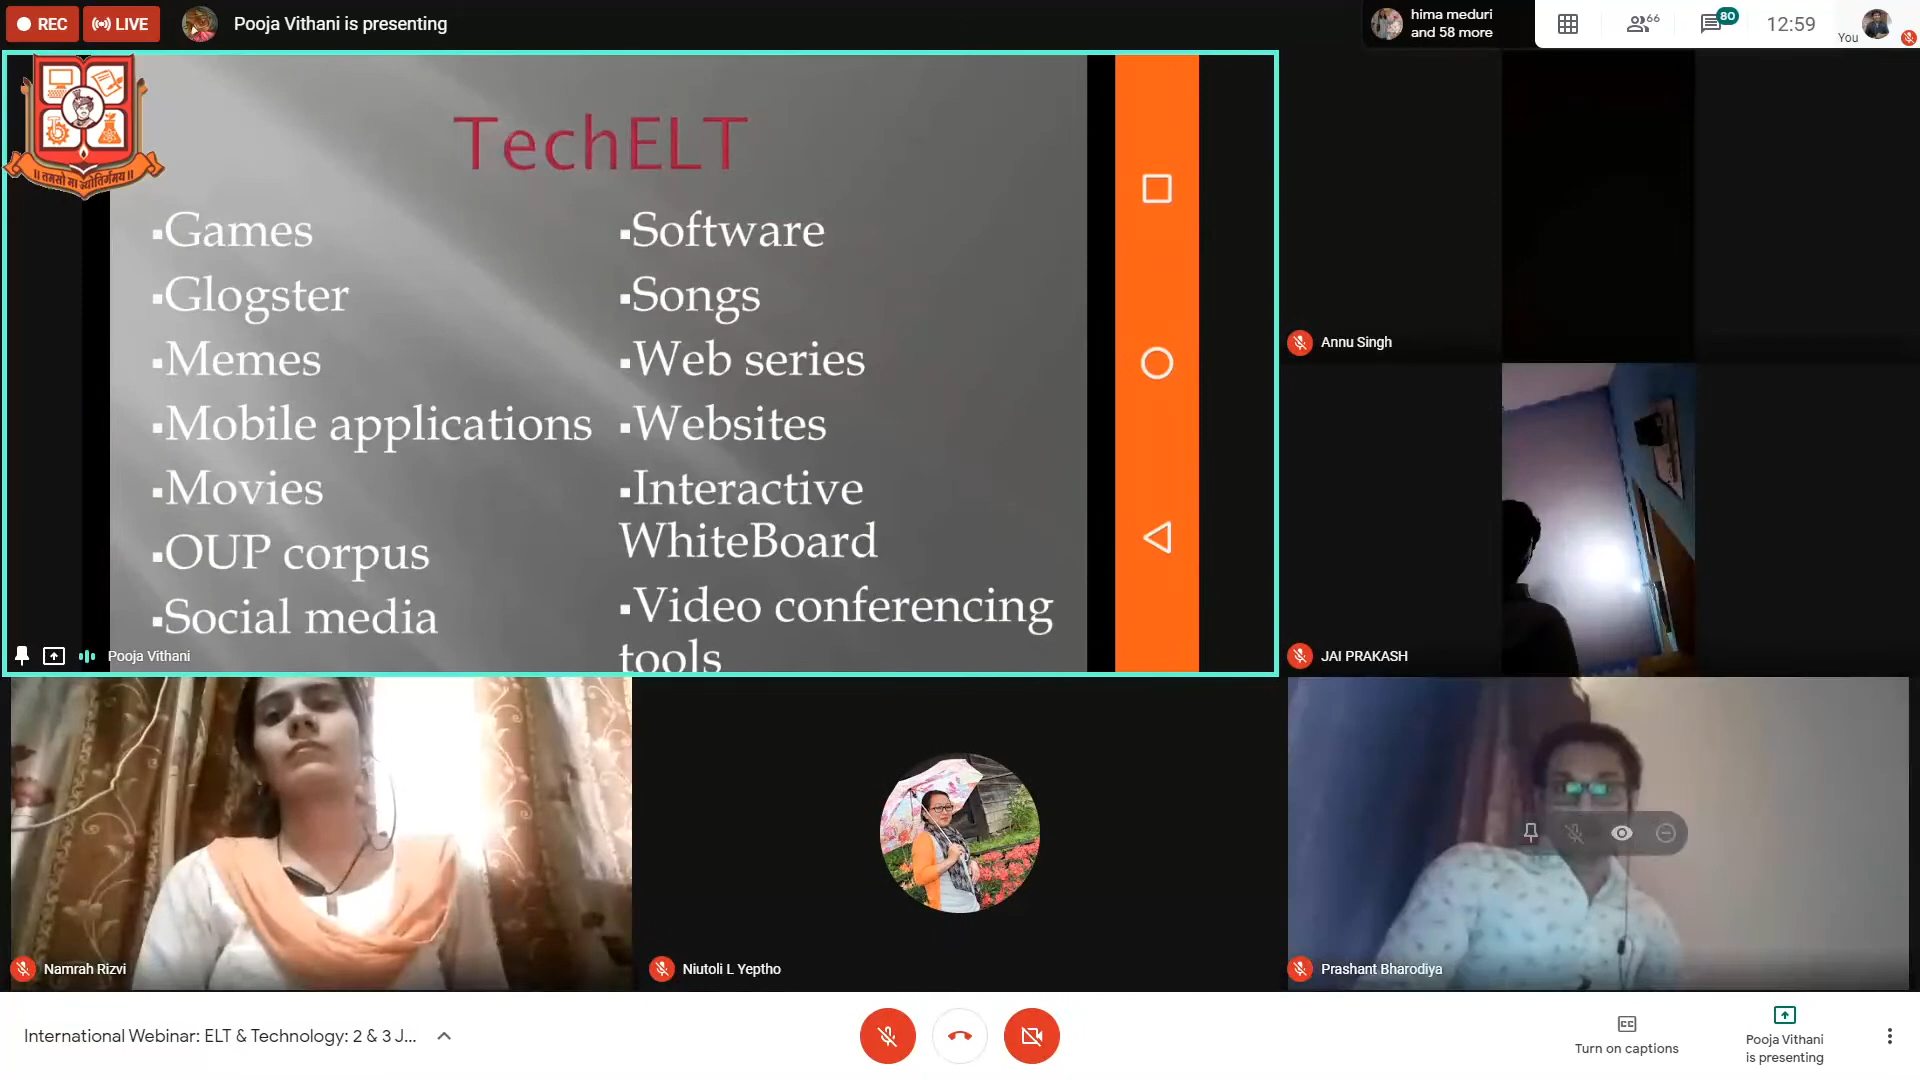 REC
LIVE
Pooja Vithani is presenting
hima meduri
and 58 more
66
80
12:59
You
॥ तमसो मा ज्योतिर्गमय ॥
TechELT
▪Games
▪Glogster
▪Memes
▪Mobile applications
▪Movies
▪OUP corpus
▪Social media
▪Software
▪Songs
▪Web series
▪Websites
▪Interactive
WhiteBoard
▪Video conferencing
tools
Pooja Vithani
Annu Singh
JAI PRAKASH
Namrah Rizvi
Niutoli L Yeptho
Prashant Bharodiya
International Webinar: ELT & Technology: 2 & 3 J...
CC
Turn on captions
Pooja Vithani
is presenting